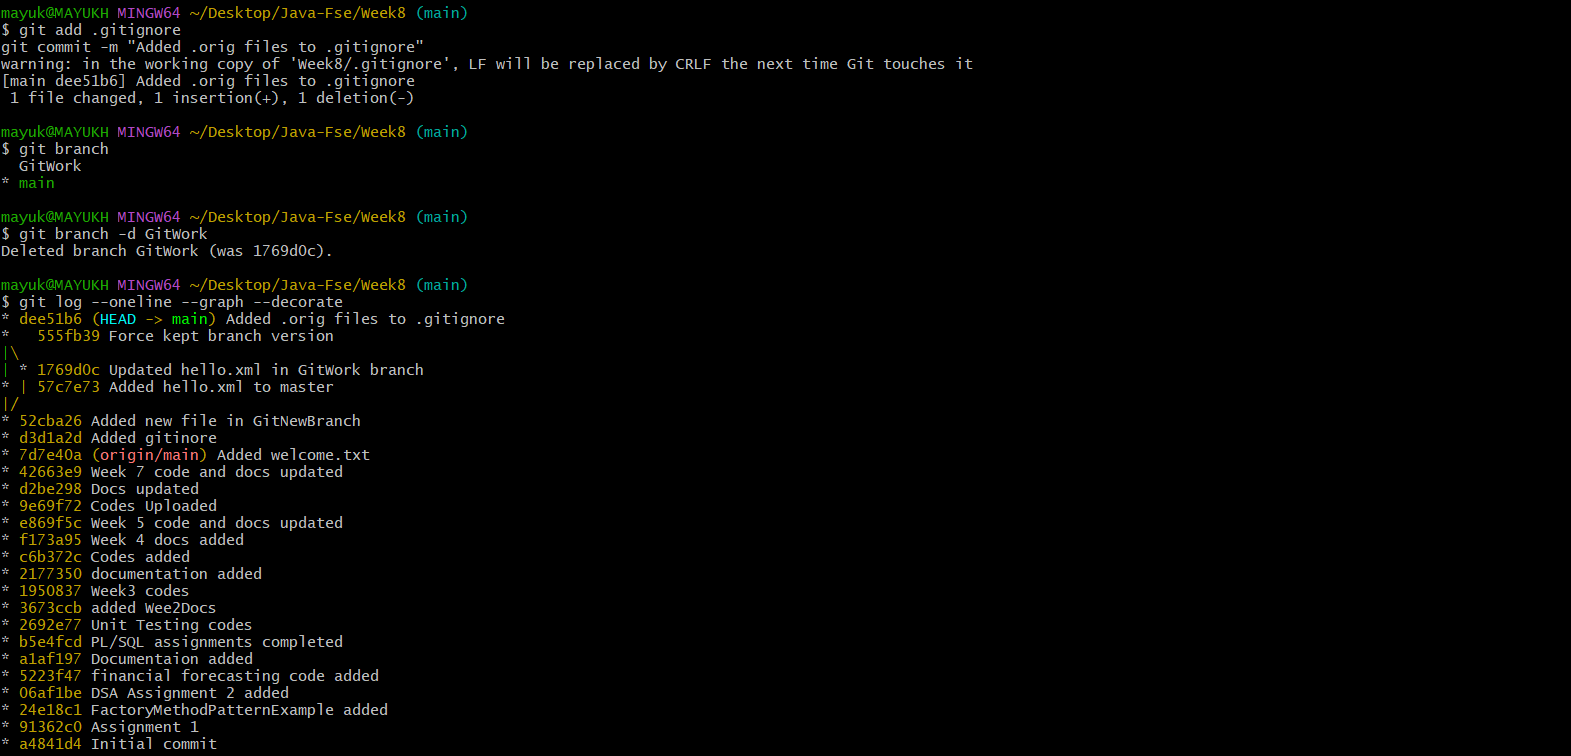 mayuk@MAYUKH MINGW64 ~/Desktop/Java-Fse/Week8 (main)
$ git add .gitignore
git commit -m "Added .orig files to .gitignore"
warning: in the working copy of 'Week8/.gitignore', LF will be replaced by CRLF the next time Git touches it
[main dee51b6] Added .orig files to .gitignore
 1 file changed, 1 insertion(+), 1 deletion(-)

mayuk@MAYUKH MINGW64 ~/Desktop/Java-Fse/Week8 (main)
$ git branch
  GitWork
* main

mayuk@MAYUKH MINGW64 ~/Desktop/Java-Fse/Week8 (main)
$ git branch -d GitWork
Deleted branch GitWork (was 1769d0c).

mayuk@MAYUKH MINGW64 ~/Desktop/Java-Fse/Week8 (main)
$ git log --oneline --graph --decorate
* dee51b6 (HEAD -> main) Added .orig files to .gitignore
*   555fb39 Force kept branch version
|\
| * 1769d0c Updated hello.xml in GitWork branch
* | 57c7e73 Added hello.xml to master
|/
* 52cba26 Added new file in GitNewBranch
* d3d1a2d Added gitinore
* 7d7e40a (origin/main) Added welcome.txt
* 42663e9 Week 7 code and docs updated
* d2be298 Docs updated
* 9e69f72 Codes Uploaded
* e869f5c Week 5 code and docs updated
* f173a95 Week 4 docs added
* c6b372c Codes added
* 2177350 documentation added
* 1950837 Week3 codes
* 3673ccb added Wee2Docs
* 2692e77 Unit Testing codes
* b5e4fcd PL/SQL assignments completed
* a1af197 Documentaion added
* 5223f47 financial forecasting code added
* 06af1be DSA Assignment 2 added
* 24e18c1 FactoryMethodPatternExample added
* 91362c0 Assignment 1
* a4841d4 Initial commit